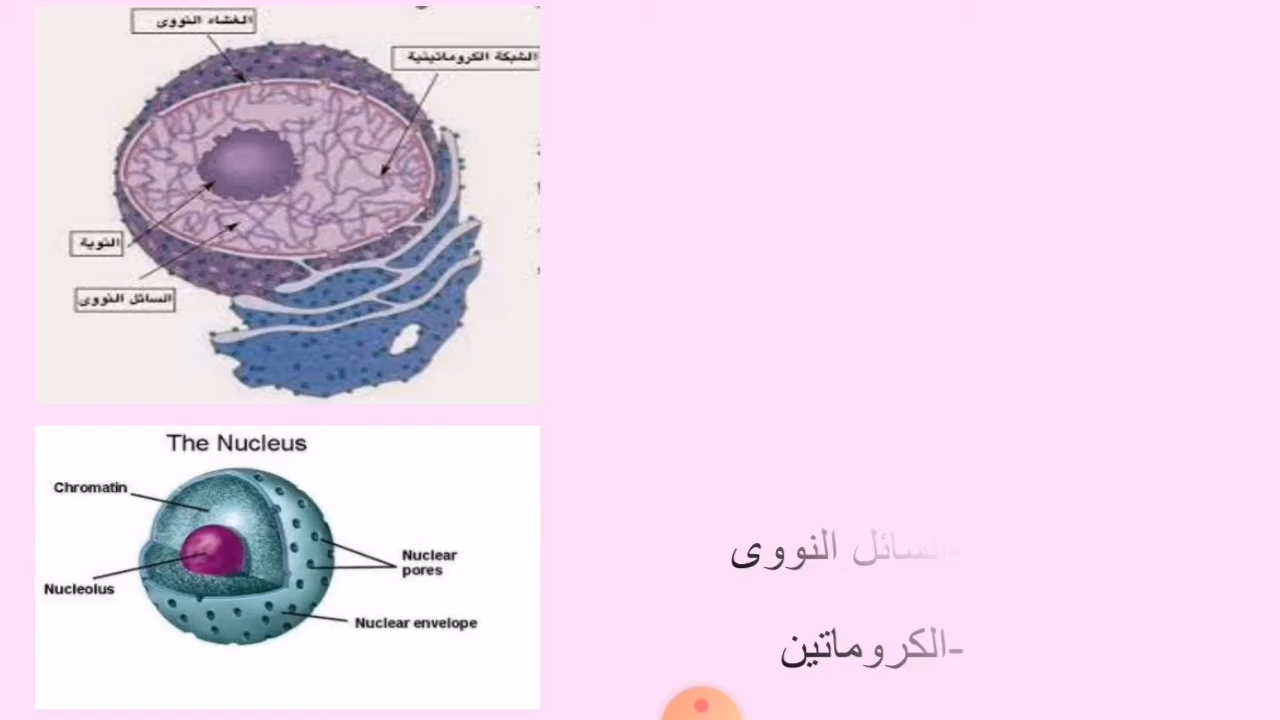 الغشاء النووى
الشبكة الكروماتينية
النوية
السائل النووى
The Nucleus
Chromatin
Nucleolus
Nuclear
pores
Nuclear envelope
-السائل النووى
-الكروماتين